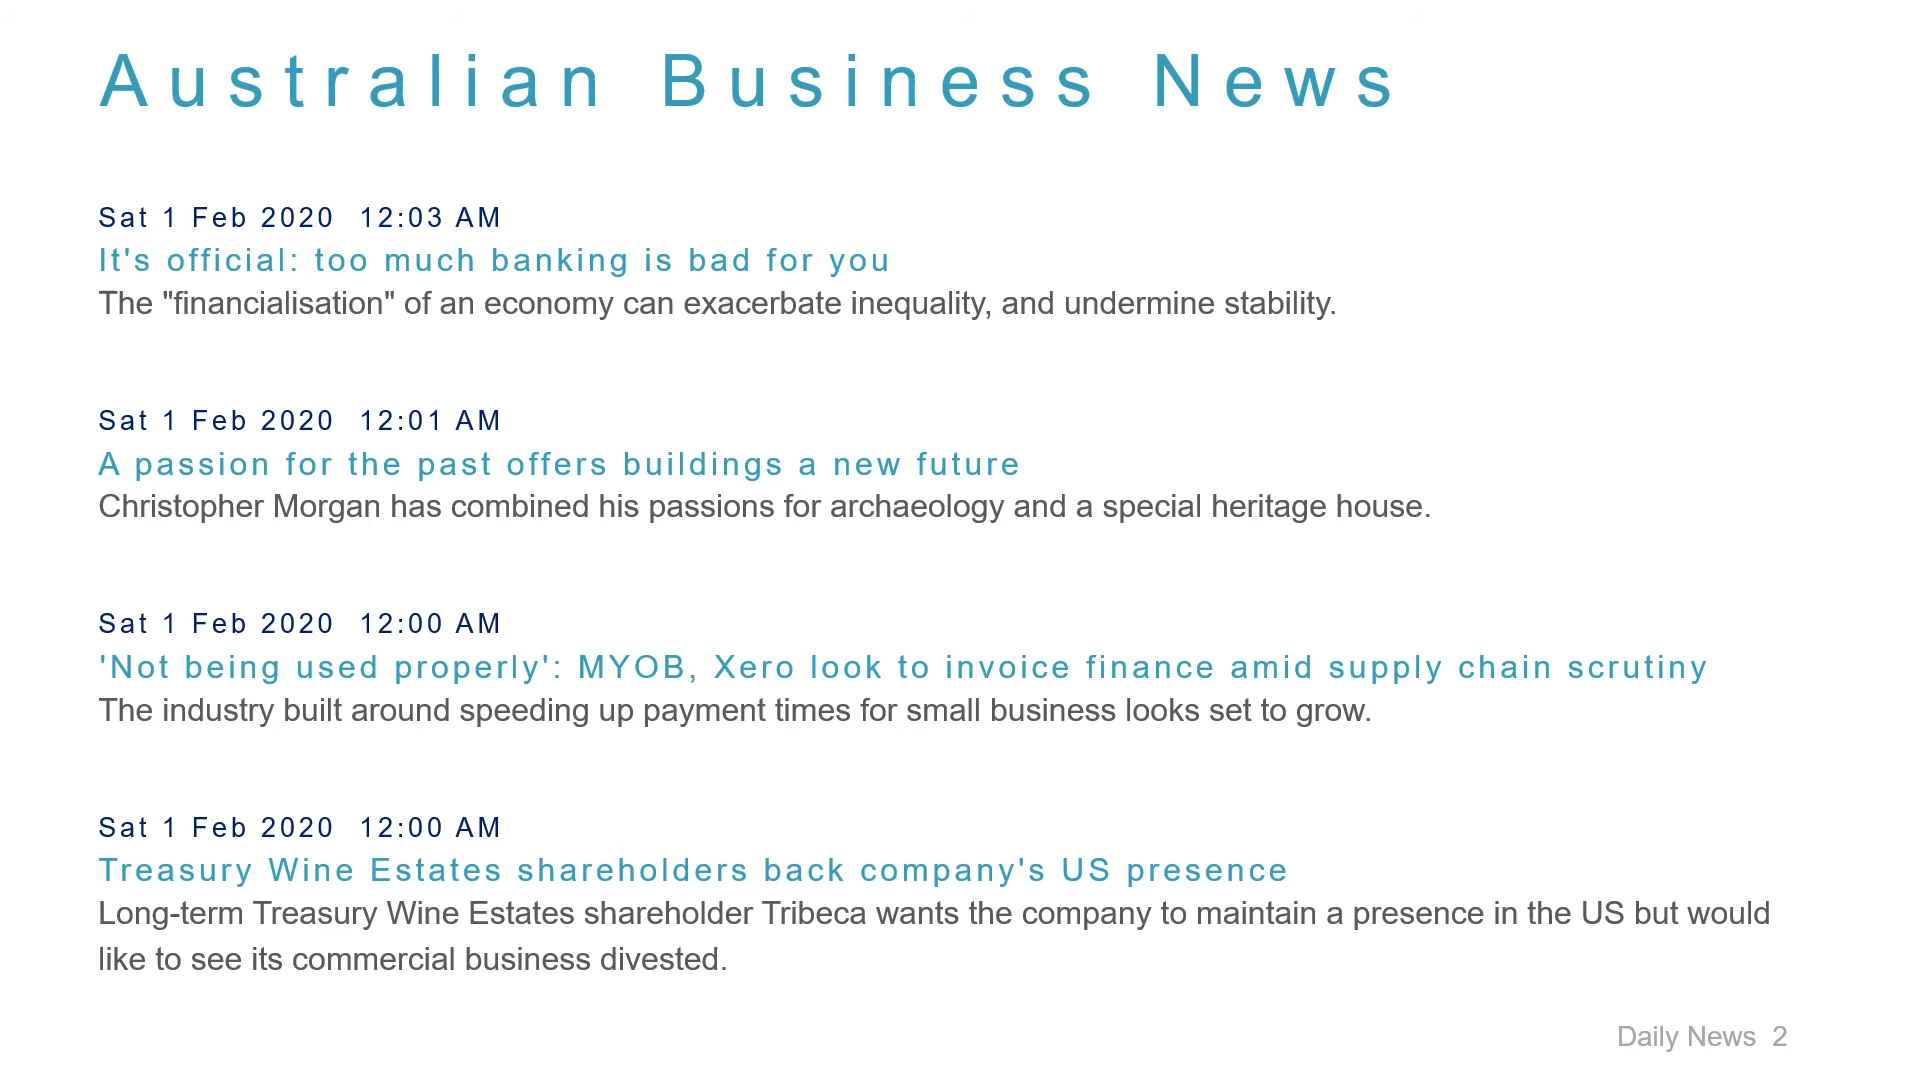 Australian Business News
Sat 1 Feb 2020 12:03 AM
It's official: too much banking is bad for you
The "financialisation" of an economy can exacerbate inequality, and undermine stability.
Sat 1 Feb 2020 12:01 AM
A passion for the past offers buildings a new future
Christopher Morgan has combined his passions for archaeology and a special heritage house.
Sat 1 Feb 2020 12:00 AM
'Not being used properly': MYOB, Xero look to invoice finance amid supply chain scrutiny
The industry built around speeding up payment times for small business looks set to grow.
Sat 1 Feb 2020 12:00 AM
Treasury Wine Estates shareholders back company's US presence
Long-term Treasury Wine Estates shareholder Tribeca wants the company to maintain a presence in the US but would
like to see its commercial business divested.
Daily News 2